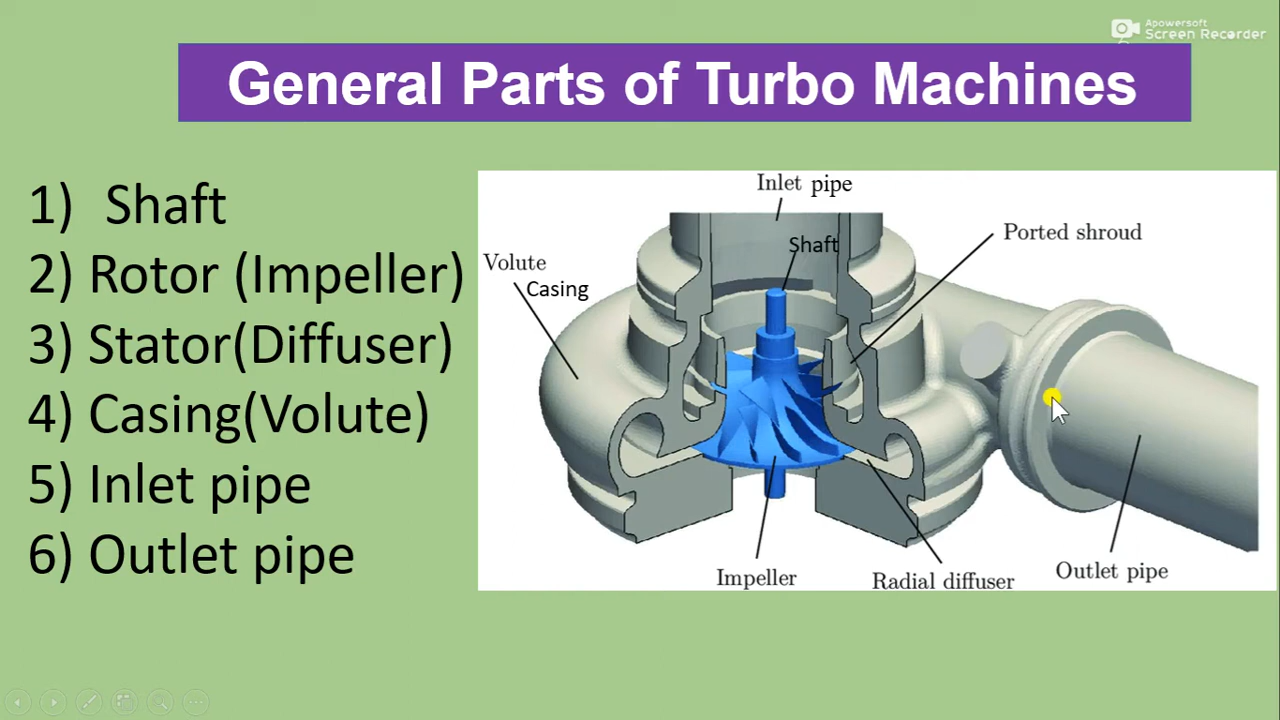 Apowersoft
Screen Recorder
General Parts of Turbo Machines
1) Shaft
2) Rotor (Impeller)
3) Stator(Diffuser)
4) Casing(Volute)
5) Inlet pipe
6) Outlet pipe
Inlet pipe
Shaft
Ported shroud
Volute
Casing
Impeller
Radial diffuser
Outlet pipe